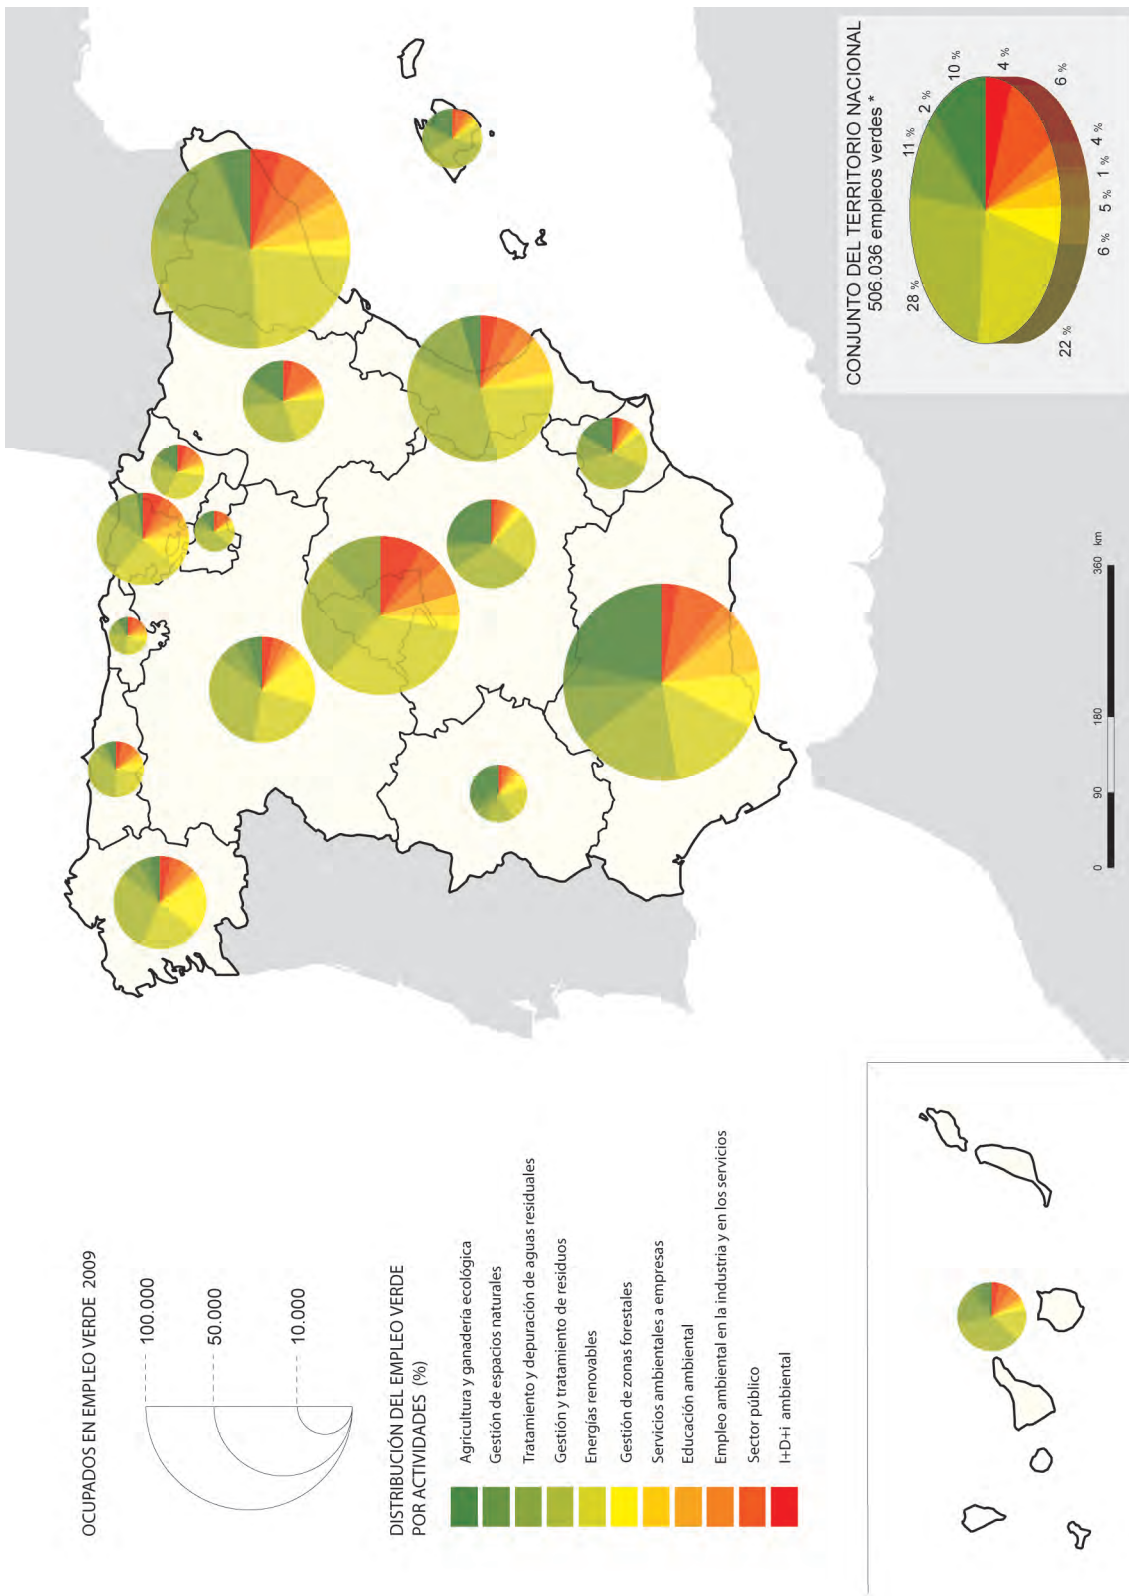 OCUPADOS EN EMPLEO VERDE 2009
100.000
50.000
10.000
DISTRIBUCIÓN DEL EMPLEO VERDE
POR ACTIVIDADES (%)
Agricultura y ganadería ecológica
Gestión de espacios naturales
Tratamiento y depuración de aguas residuales
Gestión y tratamiento de residuos
Energías renovables
Gestión de zonas forestales
Servicios ambientales a empresas
Educación ambiental
Empleo ambiental en la industria y en los servicios
Sector público
I+D+i ambiental
0 90 180 360 km
CONJUNTO DEL TERRITORIO NACIONAL
506.036 empleos verdes *
28 %
11 %
2 %
10 %
4 %
6 %
4 %
1 %
5 %
6 %
22 %